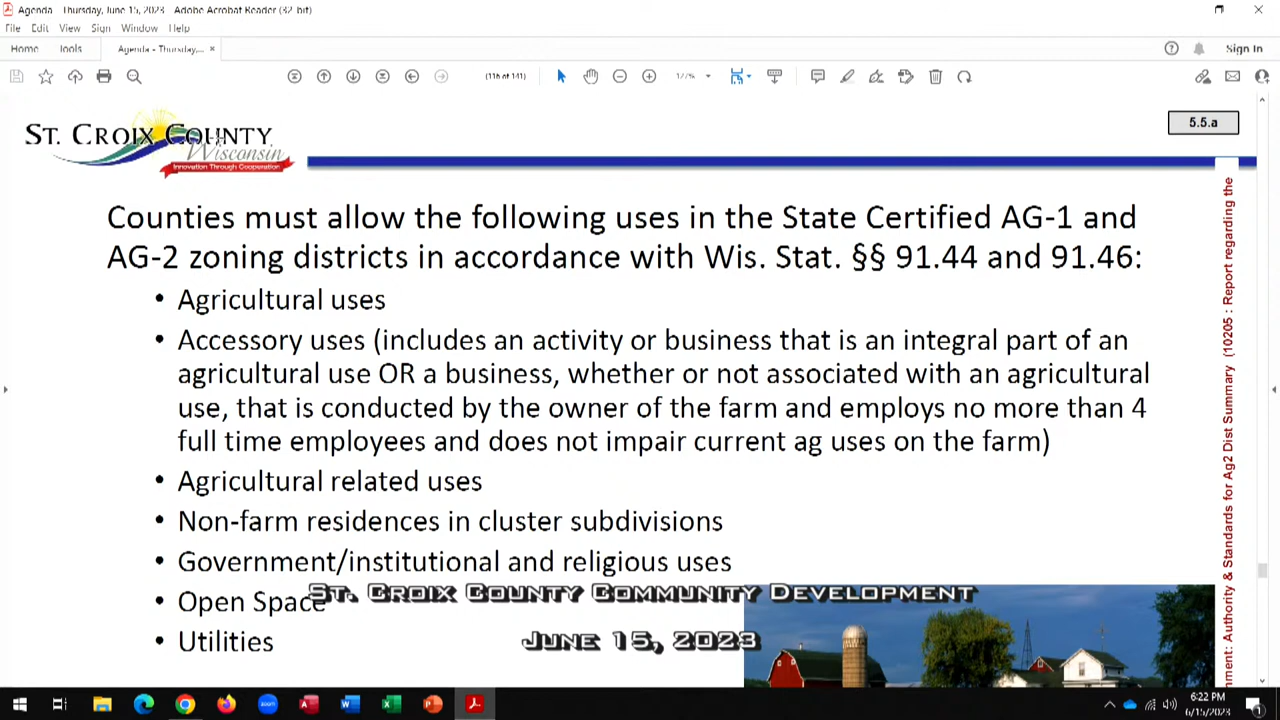 Agenda - Thursday, June 15, 2023 - Adobe Acrobat Reader (32-bit)
File Edit View Sign Window Help
Home Tools Agenda - Thursday,... × Sign In
(116 of 141) 177%
ST. CROIX COUNTY
Wisconsin
Innovation Through Cooperation
5.5.a
Counties must allow the following uses in the State Certified AG-1 and
AG-2 zoning districts in accordance with Wis. Stat. §§ 91.44 and 91.46:
• Agricultural uses
• Accessory uses (includes an activity or business that is an integral part of an
agricultural use OR a business, whether or not associated with an agricultural
use, that is conducted by the owner of the farm and employs no more than 4
full time employees and does not impair current ag uses on the farm)
• Agricultural related uses
• Non-farm residences in cluster subdivisions
• Government/institutional and religious uses
• Open Space
• Utilities
St. Croix County Community Development
June 15, 2023
nment: Authority & Standards for Ag2 Dist Summary (10205 : Report regarding the
6:22 PM
6/15/2023